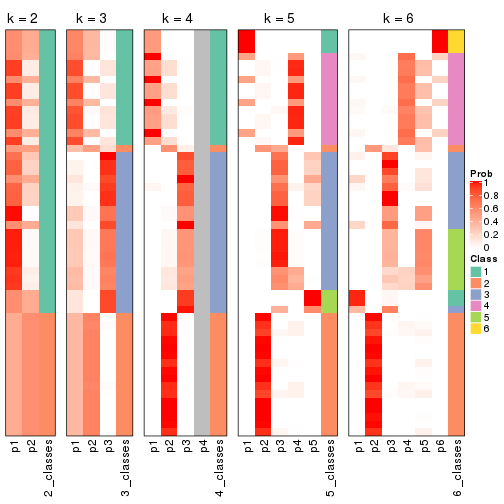 k = 2
k = 3
k = 4
k = 5
k = 6
p1
p2
2_classes
p1
p2
p3
3_classes
p1
p2
p3
p4
4_classes
p1
p2
p3
p4
p5
5_classes
p1
p2
p3
p4
p5
p6
6_classes
Prob
1
0.8
0.6
0.4
0.2
0
Class
1
2
3
4
5
6